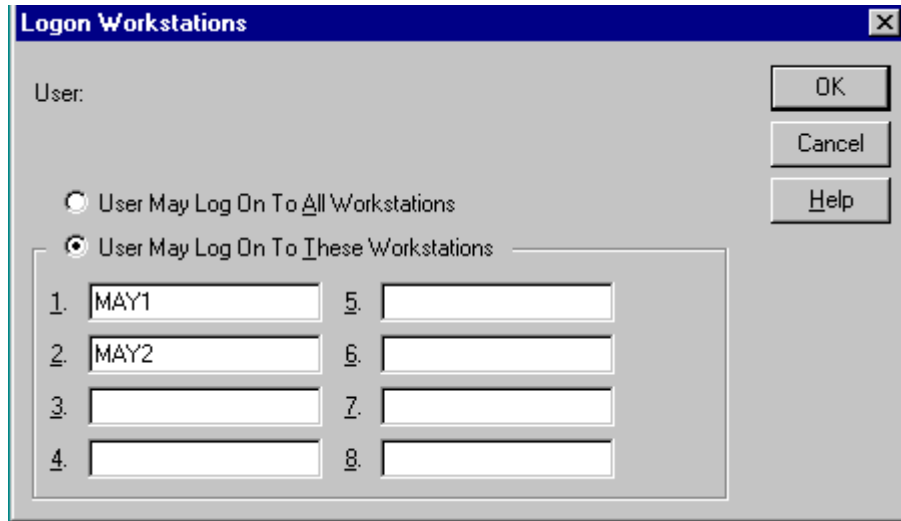 Logon Workstations
User:
OK
Cancel
Help
User May Log On To All Workstations
User May Log On To These Workstations
1. MAY1 5.
2. MAY2 6.
3. 7.
4. 8.